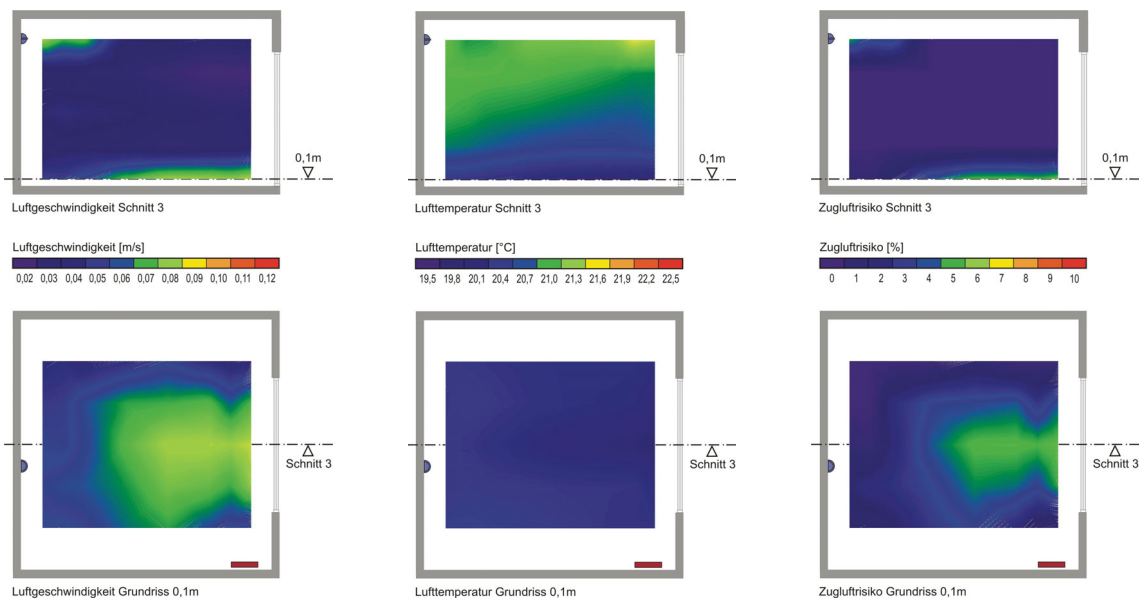 0,1m
0,1m
0,1m
Luftgeschwindigkeit Schnitt 3
Lufttemperatur Schnitt 3
Zugluftrisiko Schnitt 3
Luftgeschwindigkeit [m/s]
Lufttemperatur [°C]
Zugluftrisiko [%]
0,02 0,03 0,04 0,05 0,06 0,07 0,08 0,09 0,10 0,11 0,12
19,5 19,8 20,1 20,4 20,7 21,0 21,3 21,6 21,9 22,2 22,5
0 1 2 3 4 5 6 7 8 9 10
Schnitt 3
Schnitt 3
Schnitt 3
Luftgeschwindigkeit Grundriss 0,1m
Lufttemperatur Grundriss 0,1m
Zugluftrisiko Grundriss 0,1m